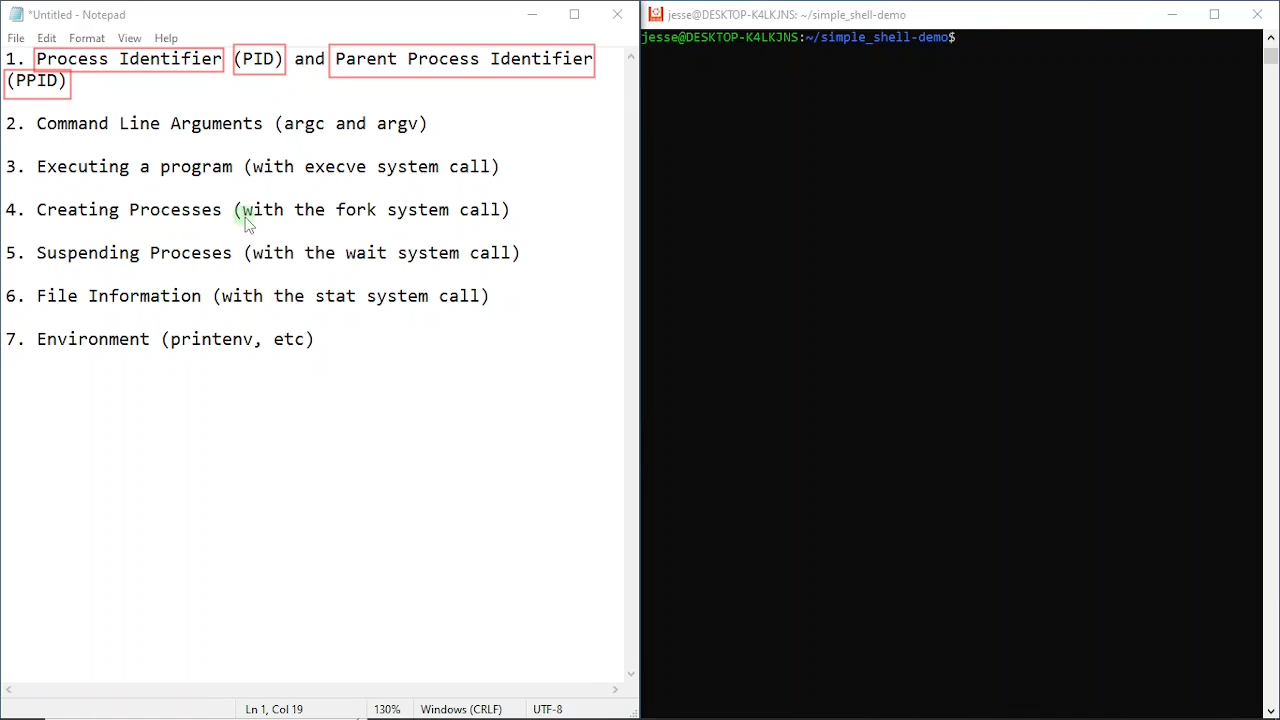 *Untitled - Notepad
File Edit Format View Help
1. Process Identifier (PID) and Parent Process Identifier
(PPID)
2. Command Line Arguments (argc and argv)
3. Executing a program (with execve system call)
4. Creating Processes (with the fork system call)
5. Suspending Proceses (with the wait system call)
6. File Information (with the stat system call)
7. Environment (printenv, etc)
Ln 1, Col 19 130% Windows (CRLF) UTF-8
jesse@DESKTOP-K4LKJNS: ~/simple_shell-demo
jesse@DESKTOP-K4LKJNS:~/simple_shell-demo$